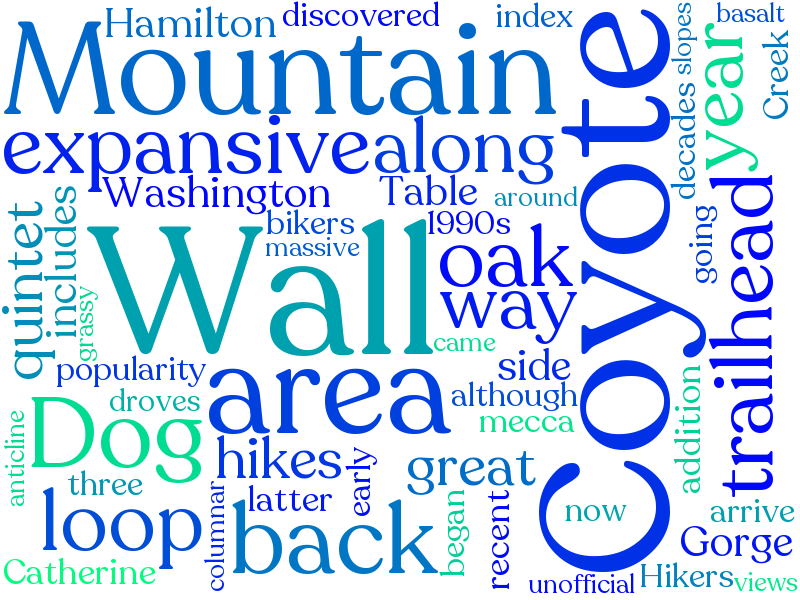 Hamilton
discovered
index
basalt
Mountain
Coyote
decades
slopes
year
Creek
expansive
along
Washington
Table
around
quintet
includes
bikers
1990s
massive
Wall
oak
going
trailhead
grassy
way
came
popularity
area
side
although
droves
mecca
addition
anticline
Dog
hikes
great
three
columnar
latter
early
loop
back
began
recent
now
arrive
Gorge
Catherine
unofficial
Hikers
views